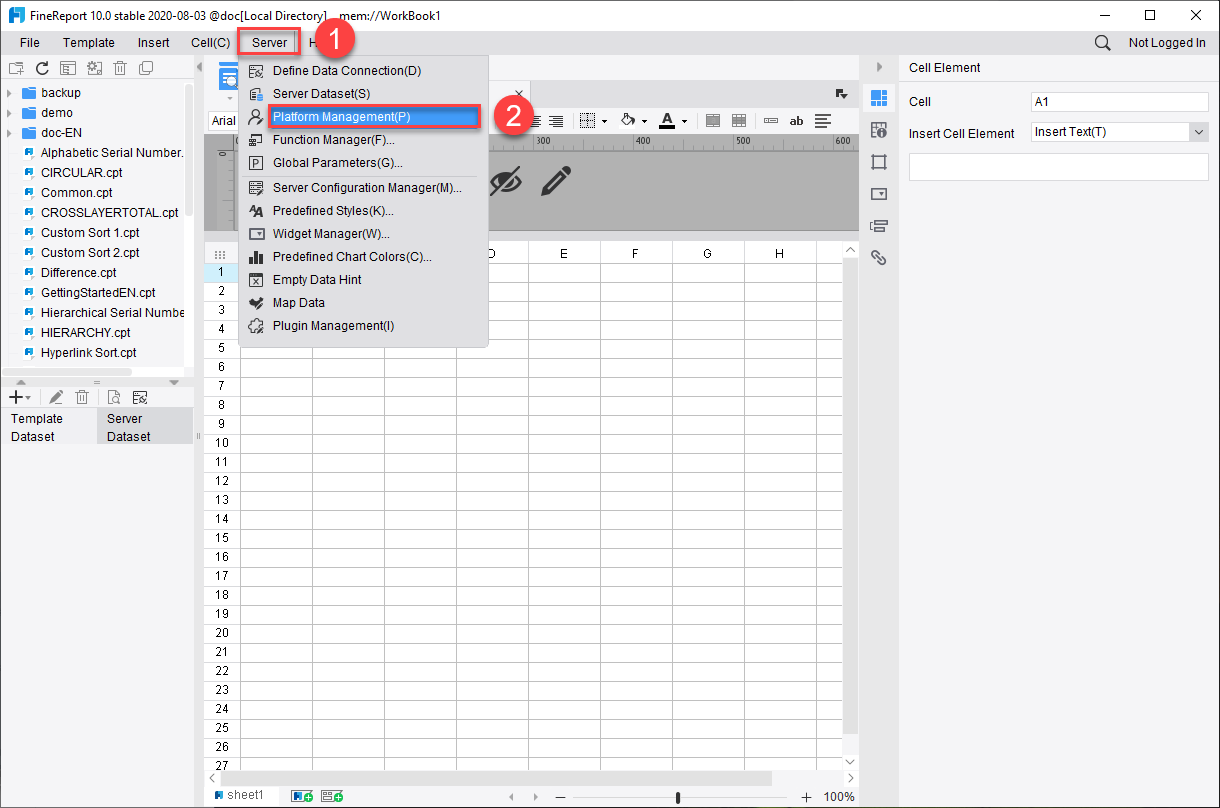 FineReport 10.0 stable 2020-08-03 @doc[Local Directory] mem://WorkBook1
File Template Insert Cell(C) Server H
1
Not Logged In
Define Data Connection(D)
Server Dataset(S)
Platform Management(P)
2
Function Manager(F)...
Global Parameters(G)...
Server Configuration Manager(M)...
Predefined Styles(K)...
Widget Manager(W)...
Predefined Chart Colors(C)...
Empty Data Hint
Map Data
Plugin Management(I)
backup
demo
doc-EN
Alphabetic Serial Number.
CIRCULAR.cpt
Common.cpt
CROSSLAYERTOTAL.cpt
Custom Sort 1.cpt
Custom Sort 2.cpt
Difference.cpt
GettingStartedEN.cpt
Hierarchical Serial Numbe
HIERARCHY.cpt
Hyperlink Sort.cpt
Template Dataset
Server Dataset
Arial
A
ab
300 400 500 600
0
D E F G H
1
2
3
4
5
6
7
8
9
10
11
12
13
14
15
16
17
18
19
20
21
22
23
24
25
26
27
sheet1
100%
Cell Element
Cell A1
Insert Cell Element Insert Text(T)